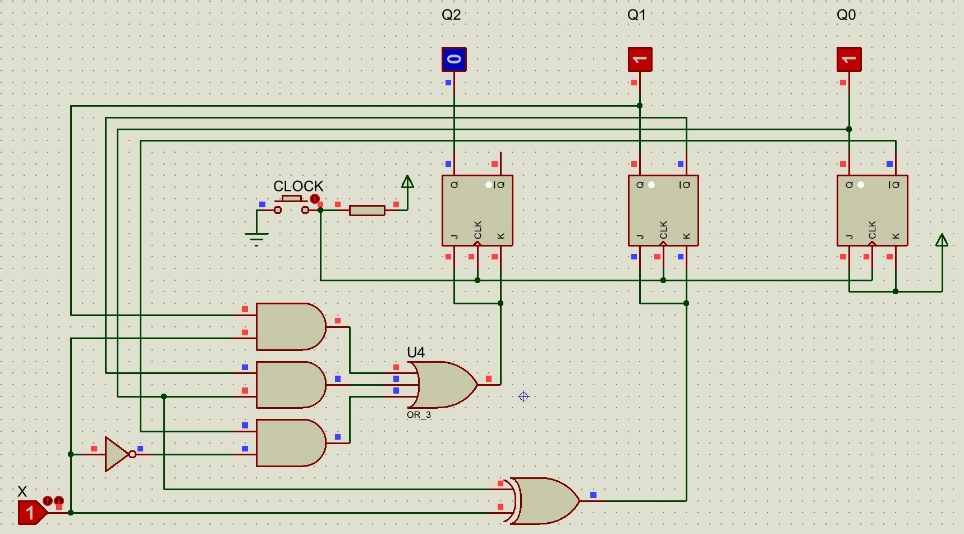 Q2 Q1 Q0
0 1 1
CLOCK
Q !Q Q !Q Q !Q
J CLK K J CLK K J CLK K
U4
OR_3
X
1